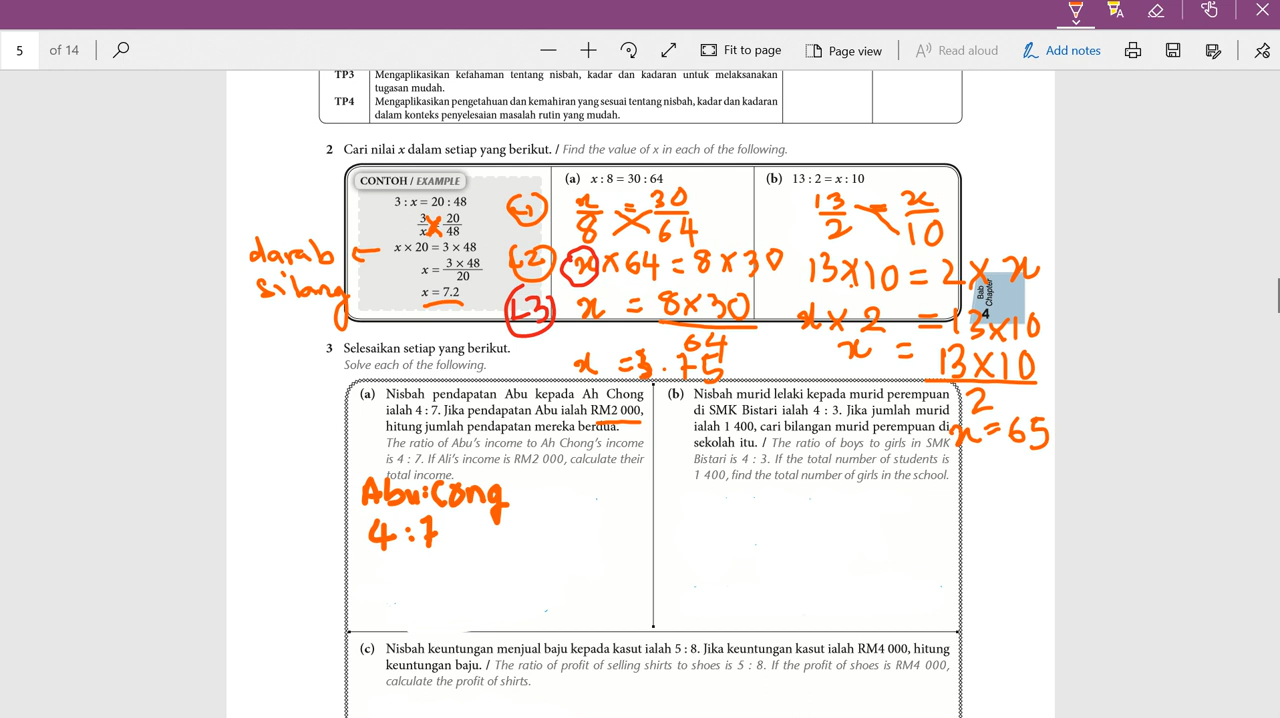 5 of 14 Fit to page Page view Read aloud Add notes
TP3 Mengaplikasikan kefahaman tentang nisbah, kadar dan kadaran untuk melaksanakan
tugasan mudah.
TP4 Mengaplikasikan pengetahuan dan kemahiran yang sesuai tentang nisbah, kadar dan kadaran
dalam konteks penyelesaian masalah rutin yang mudah.
2 Cari nilai x dalam setiap yang berikut. / Find the value of x in each of the following.
CONTOH / EXAMPLE
3 : x = 20 : 48
3/x = 20/48
x × 20 = 3 × 48
x = 3 × 48 / 20
x = 7.2
darab
silang
L1
L2
L3
(a) x : 8 = 30 : 64
x/8 = 30/64
x × 64 = 8 × 30
x = 8 × 30 / 64
x = 3.75
(b) 13 : 2 = x : 10
13/2 = x/10
13 × 10 = 2 × x
x × 2 = 13 × 10
x = 13 × 10 / 2
x = 65
Bab
Chapter
4
3 Selesaikan setiap yang berikut.
Solve each of the following.
(a) Nisbah pendapatan Abu kepada Ah Chong
ialah 4 : 7. Jika pendapatan Abu ialah RM2 000,
hitung jumlah pendapatan mereka berdua.
The ratio of Abu's income to Ah Chong's income
is 4 : 7. If Ali's income is RM2 000, calculate their
total income.
Abu : Cong
4 : 7
(b) Nisbah murid lelaki kepada murid perempuan
di SMK Bistari ialah 4 : 3. Jika jumlah murid
ialah 1 400, cari bilangan murid perempuan di
sekolah itu. / The ratio of boys to girls in SMK
Bistari is 4 : 3. If the total number of students is
1 400, find the total number of girls in the school.
(c) Nisbah keuntungan menjual baju kepada kasut ialah 5 : 8. Jika keuntungan kasut ialah RM4 000, hitung
keuntungan baju. / The ratio of profit of selling shirts to shoes is 5 : 8. If the profit of shoes is RM4 000,
calculate the profit of shirts.